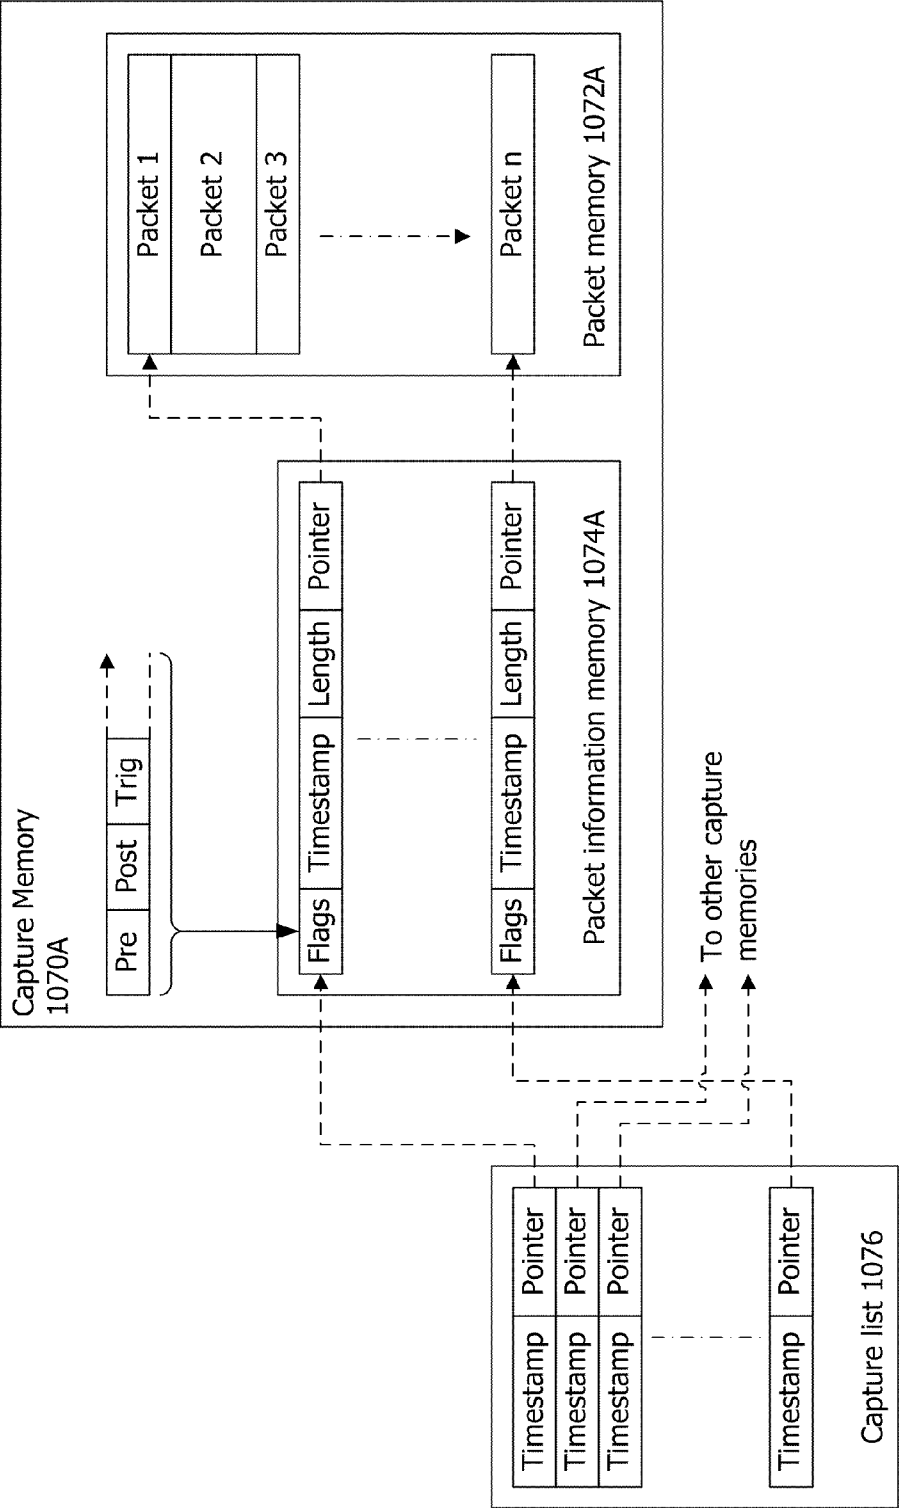 Capture Memory
1070A
Pre Post Trig
Flags Timestamp Length Pointer
Flags Timestamp Length Pointer
Packet information memory 1074A
Packet 1
Packet 2
Packet 3
Packet n
Packet memory 1072A
Timestamp Pointer
Timestamp Pointer
Timestamp Pointer
Timestamp Pointer
Capture list 1076
To other capture
memories